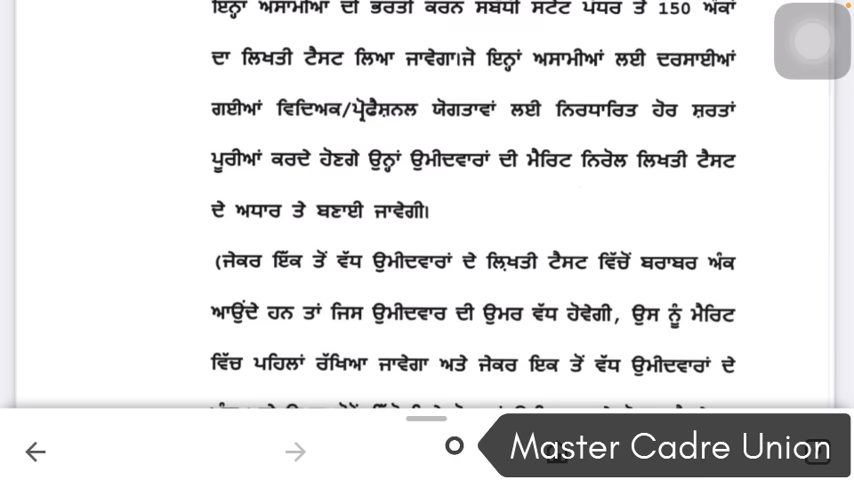 ਇਨ੍ਹਾਂ ਅਸਾਮੀਆਂ ਦੀ ਭਰਤੀ ਕਰਨ ਸਬੰਧੀ ਸਟੇਟ ਪੱਧਰ ਤੇ 150 ਅੰਕਾਂ
ਦਾ ਲਿਖਤੀ ਟੈਸਟ ਲਿਆ ਜਾਵੇਗਾ।ਜੋ ਇਨ੍ਹਾਂ ਅਸਾਮੀਆਂ ਲਈ ਦਰਸਾਈਆਂ
ਗਈਆਂ ਵਿਦਿਅਕ/ਪ੍ਰੋਫੈਸ਼ਨਲ ਯੋਗਤਾਵਾਂ ਲਈ ਨਿਰਧਾਰਿਤ ਹੋਰ ਸ਼ਰਤਾਂ
ਪੂਰੀਆਂ ਕਰਦੇ ਹੋਣਗੇ ਉਨ੍ਹਾਂ ਉਮੀਦਵਾਰਾਂ ਦੀ ਮੈਰਿਟ ਨਿਰੋਲ ਲਿਖਤੀ ਟੈਸਟ
ਦੇ ਅਧਾਰ ਤੇ ਬਣਾਈ ਜਾਵੇਗੀ।
(ਜੇਕਰ ਇੱਕ ਤੋਂ ਵੱਧ ਉਮੀਦਵਾਰਾਂ ਦੇ ਲਿਖ਼ਤੀ ਟੈਸਟ ਵਿੱਚੋਂ ਬਰਾਬਰ ਅੰਕ
ਆਉਂਦੇ ਹਨ ਤਾਂ ਜਿਸ ਉਮੀਦਵਾਰ ਦੀ ਉਮਰ ਵੱਧ ਹੋਵੇਗੀ, ਉਸ ਨੂੰ ਮੈਰਿਟ
ਵਿੱਚ ਪਹਿਲਾਂ ਰੱਖਿਆ ਜਾਵੇਗਾ ਅਤੇ ਜੇਕਰ ਇਕ ਤੋਂ ਵੱਧ ਉਮੀਦਵਾਰਾਂ ਦੇ
Master Cadre Union